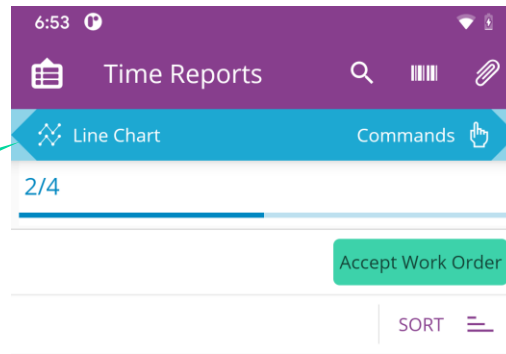 6:53
Time Reports
Line Chart Commands
2/4
Accept Work Order
SORT